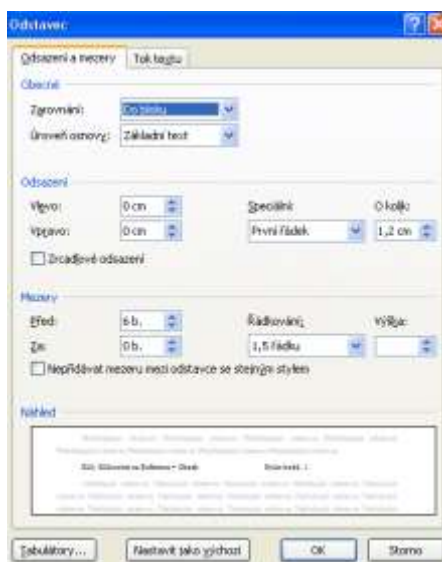 Odstavec
Odsazení a mezery Tok textu
Obecné
Zarovnání: Do bloku
Úroveň osnovy: Základní text
Odsazení
Vlevo: 0 cm Speciální: O kolik:
Vpravo: 0 cm První řádek 1,2 cm
Zrcadlové odsazení
Mezery
Před: 6 b. Řádkování: Výška:
Za: 0 b. 1,5 řádku
Nepřidávat mezeru mezi odstavce se stejným stylem
Náhled
Tabulátory... Nastavit jako výchozí OK Storno